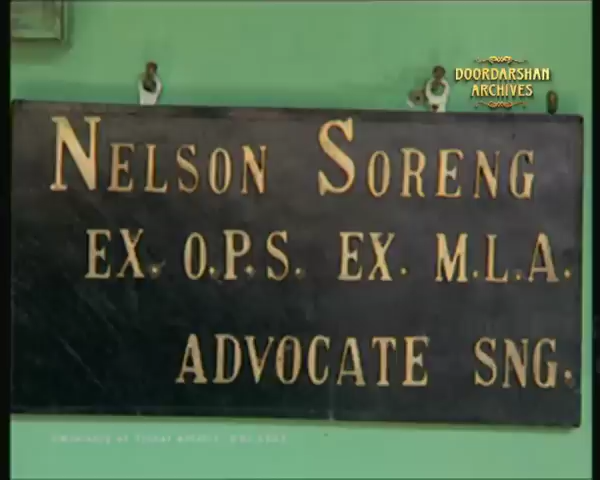 DOORDARSHAN
ARCHIVES
NELSON SORENG
EX. O.P.S. EX. M.L.A.
ADVOCATE SNG.